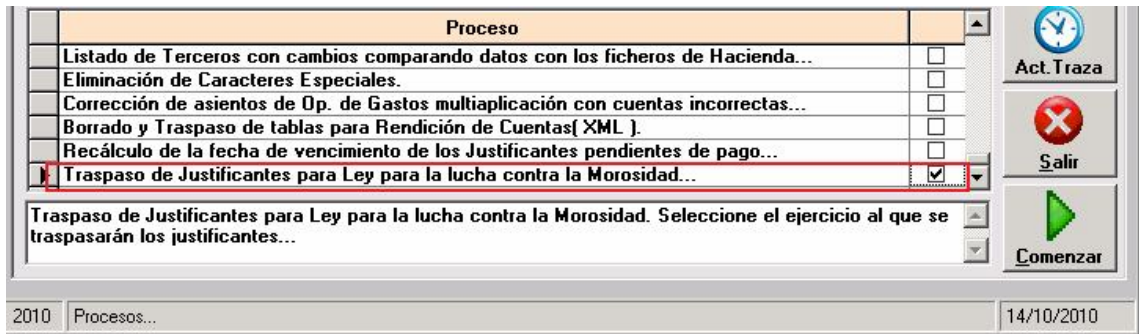 Proceso
Listado de Terceros con cambios comparando datos con los ficheros de Hacienda...
Eliminación de Caracteres Especiales.
Corrección de asientos de Op. de Gastos multiaplicación con cuentas incorrectas...
Borrado y Traspaso de tablas para Rendición de Cuentas( XML ).
Recálculo de la fecha de vencimiento de los Justificantes pendientes de pago...
Traspaso de Justificantes para Ley para la lucha contra la Morosidad...
Traspaso de Justificantes para Ley para la lucha contra la Morosidad. Seleccione el ejercicio al que se
traspasarán los justificantes...
Act.Traza
Salir
Comenzar
2010 Procesos... 14/10/2010